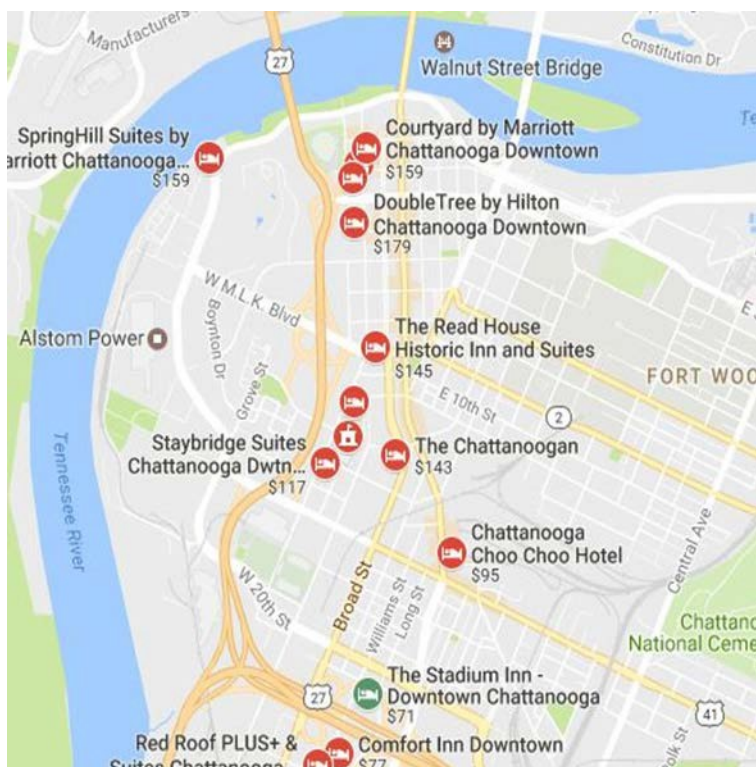 Manufacturers
27
Constitution Dr
Walnut Street Bridge
SpringHill Suites by
arriott Chattanooga...
$159
Courtyard by Marriott
Chattanooga Downtown
$159
DoubleTree by Hilton
Chattanooga Downtown
$179
W M.L.K. Blvd
Boynton Dr
Alstom Power
Grove St
The Read House
Historic Inn and Suites
$145
FORT WOO
E 10th St
2
Staybridge Suites
Chattanooga Dwtn...
$117
The Chattanoogan
$143
Tennessee River
Chattanooga
Choo Choo Hotel
$95
Central Ave
W 20th St
Broad St
Williams St
Long St
Chattano
National Ceme
The Stadium Inn -
Downtown Chattanooga
$71
27
41
Red Roof PLUS+ &
Suites Chattanooga
Comfort Inn Downtown
$77